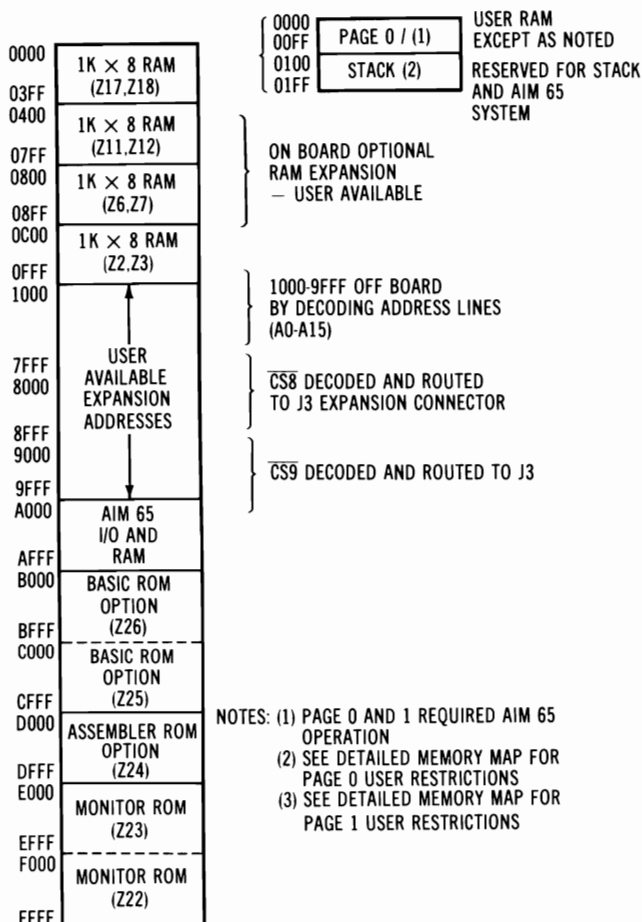 0000
00FF
PAGE 0 / (1)
USER RAM
EXCEPT AS NOTED
0100
01FF
STACK (2)
RESERVED FOR STACK
AND AIM 65
SYSTEM
0000
1K × 8 RAM
(Z17,Z18)
03FF
0400
1K × 8 RAM
(Z11,Z12)
07FF
0800
1K × 8 RAM
(Z6,Z7)
08FF
0C00
1K × 8 RAM
(Z2,Z3)
0FFF
ON BOARD OPTIONAL
RAM EXPANSION
— USER AVAILABLE
1000
USER
AVAILABLE
EXPANSION
ADDRESSES
7FFF
8000
8FFF
9000
9FFF
1000-9FFF OFF BOARD
BY DECODING ADDRESS LINES
(A0-A15)
C̅S̅8̅ DECODED AND ROUTED
TO J3 EXPANSION CONNECTOR
C̅S̅9̅ DECODED AND ROUTED TO J3
A000
AIM 65
I/O AND
RAM
AFFF
B000
BASIC ROM
OPTION
(Z26)
BFFF
C000
BASIC ROM
OPTION
(Z25)
CFFF
D000
ASSEMBLER ROM
OPTION
(Z24)
DFFF
E000
MONITOR ROM
(Z23)
EFFF
F000
MONITOR ROM
(Z22)
FFFF
NOTES: (1) PAGE 0 AND 1 REQUIRED AIM 65
OPERATION
(2) SEE DETAILED MEMORY MAP FOR
PAGE 0 USER RESTRICTIONS
(3) SEE DETAILED MEMORY MAP FOR
PAGE 1 USER RESTRICTIONS